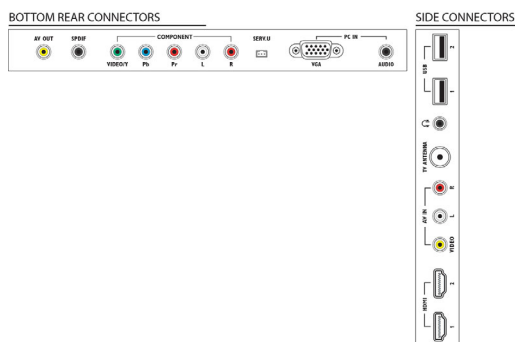 BOTTOM REAR CONNECTORS
AV OUT SPDIF COMPONENT SERV.U PC IN
VIDEO/Y Pb Pr L R VGA AUDIO
SIDE CONNECTORS
USB 2
1
TV ANTENNA
AV IN R
L
VIDEO
HDMI 2
1